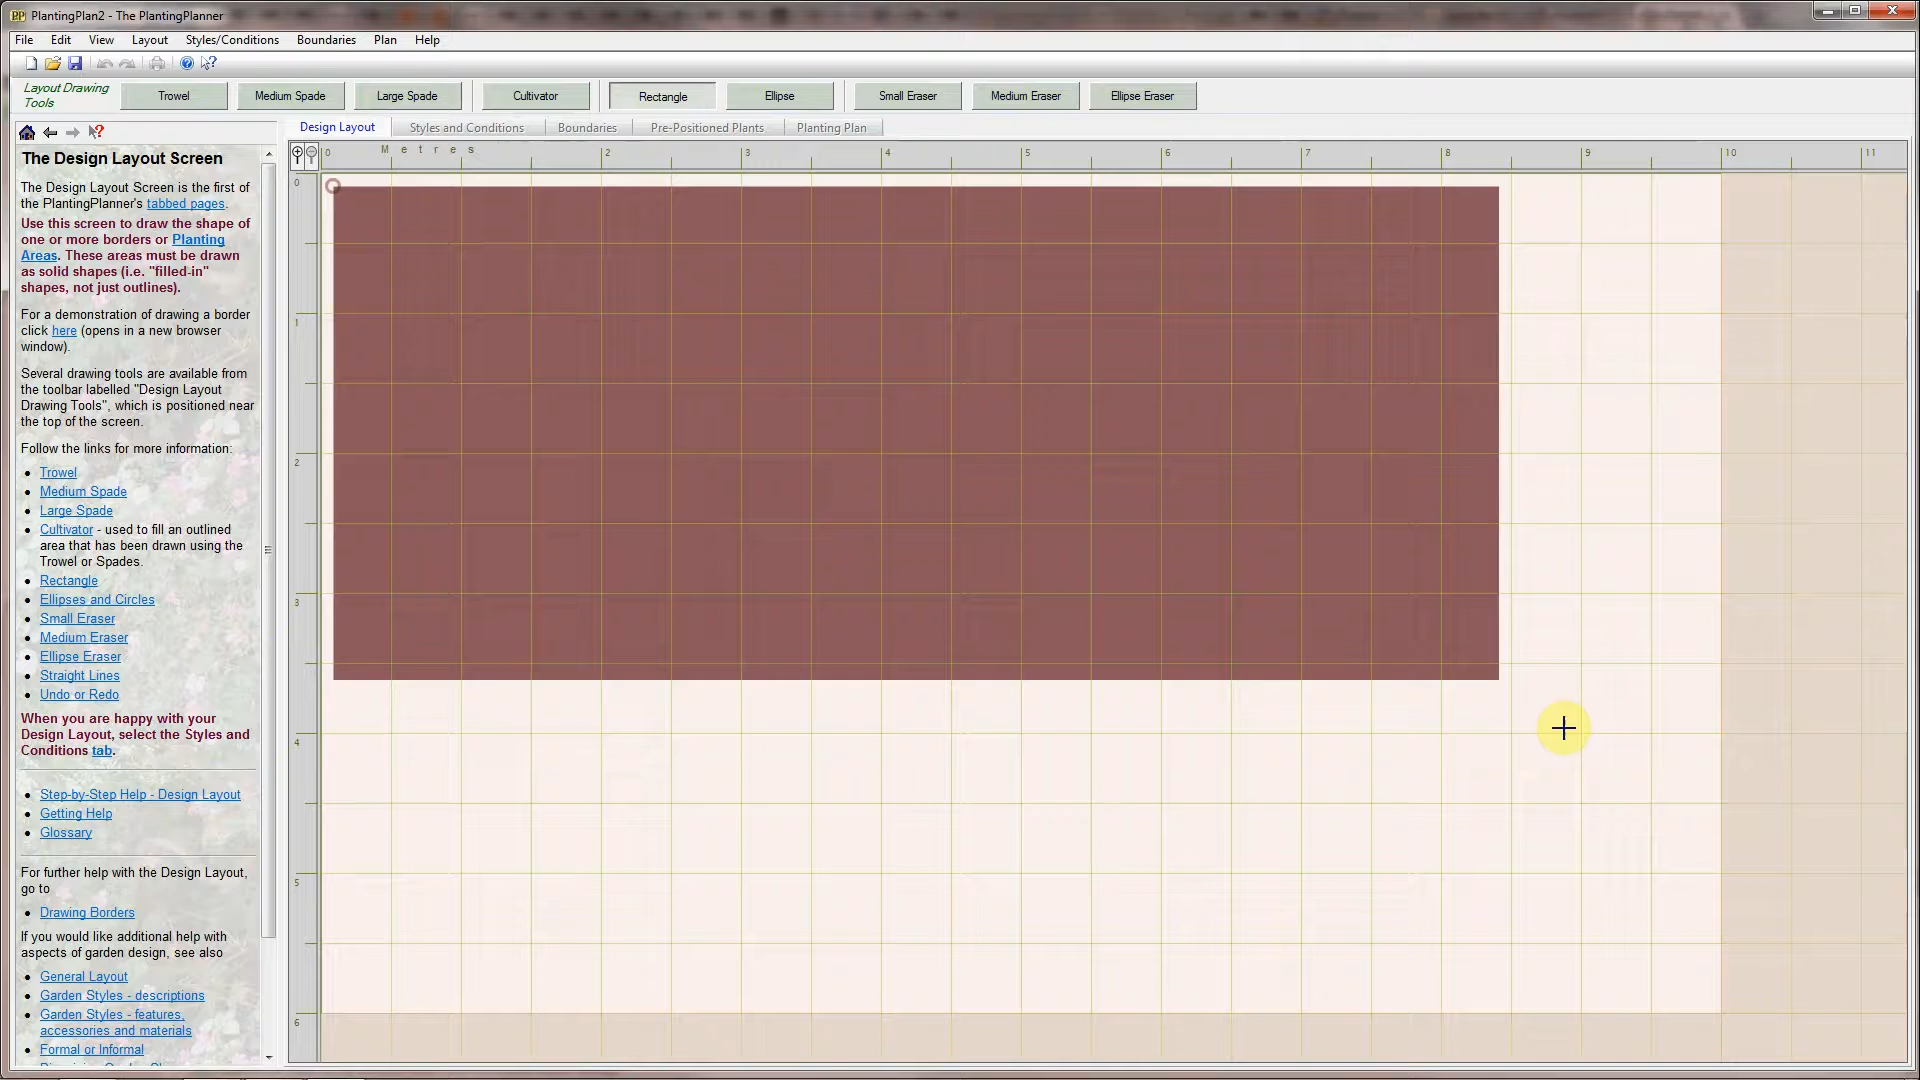 PlantingPlan2 - The PlantingPlanner
File Edit View Layout Styles/Conditions Boundaries Plan Help
Layout Drawing
Tools
Trowel Medium Spade Large Spade Cultivator Rectangle Ellipse Small Eraser Medium Eraser Ellipse Eraser
Design Layout Styles and Conditions Boundaries Pre-Positioned Plants Planting Plan
0 Metres 2 3 4 5 6 7 8 9 10 11
0
1
2
3
4
5
6
The Design Layout Screen
The Design Layout Screen is the first of
the PlantingPlanner's tabbed pages.
Use this screen to draw the shape of
one or more borders or Planting
Areas. These areas must be drawn
as solid shapes (i.e. "filled-in"
shapes, not just outlines).
For a demonstration of drawing a border
click here (opens in a new browser
window).
Several drawing tools are available from
the toolbar labelled "Design Layout
Drawing Tools", which is positioned near
the top of the screen.
Follow the links for more information:
Trowel
Medium Spade
Large Spade
Cultivator - used to fill an outlined
area that has been drawn using the
Trowel or Spades.
Rectangle
Ellipses and Circles
Small Eraser
Medium Eraser
Ellipse Eraser
Straight Lines
Undo or Redo
When you are happy with your
Design Layout, select the Styles and
Conditions tab.
Step-by-Step Help - Design Layout
Getting Help
Glossary
For further help with the Design Layout,
go to
Drawing Borders
If you would like additional help with
aspects of garden design, see also
General Layout
Garden Styles - descriptions
Garden Styles - features,
accessories and materials
Formal or Informal